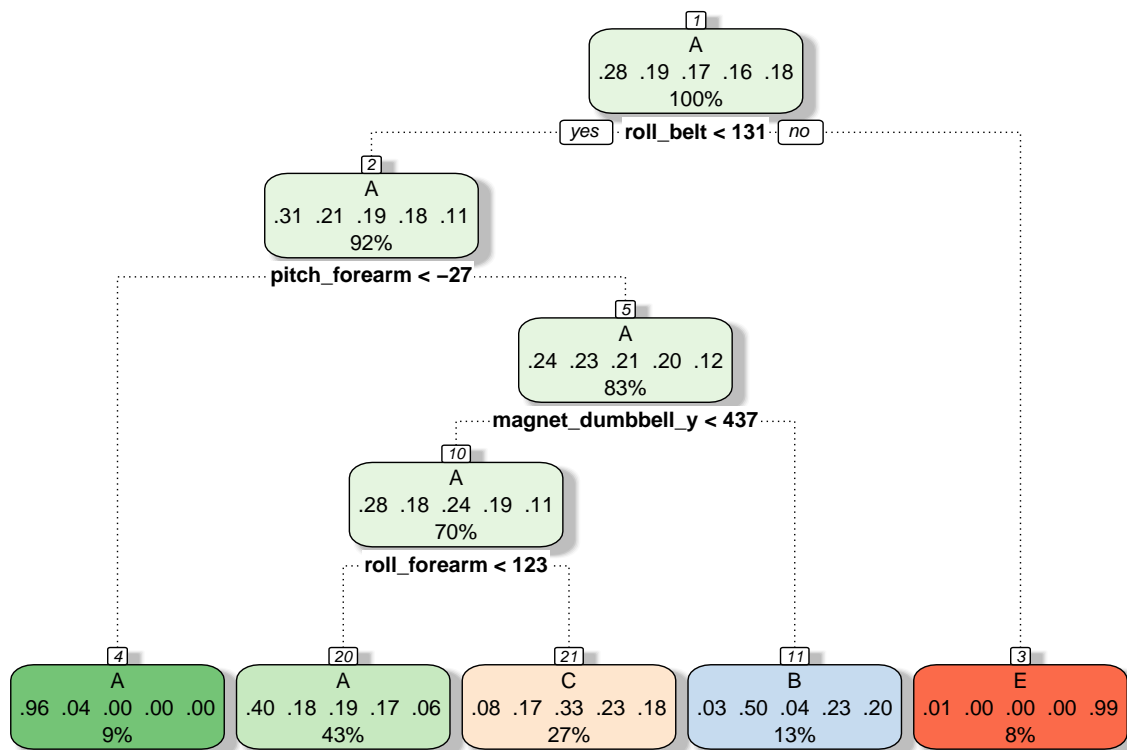 1
A
.28 .19 .17 .16 .18
100%
yes roll_belt < 131 no
2
A
.31 .21 .19 .18 .11
92%
pitch_forearm < −27
5
A
.24 .23 .21 .20 .12
83%
magnet_dumbbell_y < 437
10
A
.28 .18 .24 .19 .11
70%
roll_forearm < 123
4
A
.96 .04 .00 .00 .00
9%
20
A
.40 .18 .19 .17 .06
43%
21
C
.08 .17 .33 .23 .18
27%
11
B
.03 .50 .04 .23 .20
13%
3
E
.01 .00 .00 .00 .99
8%